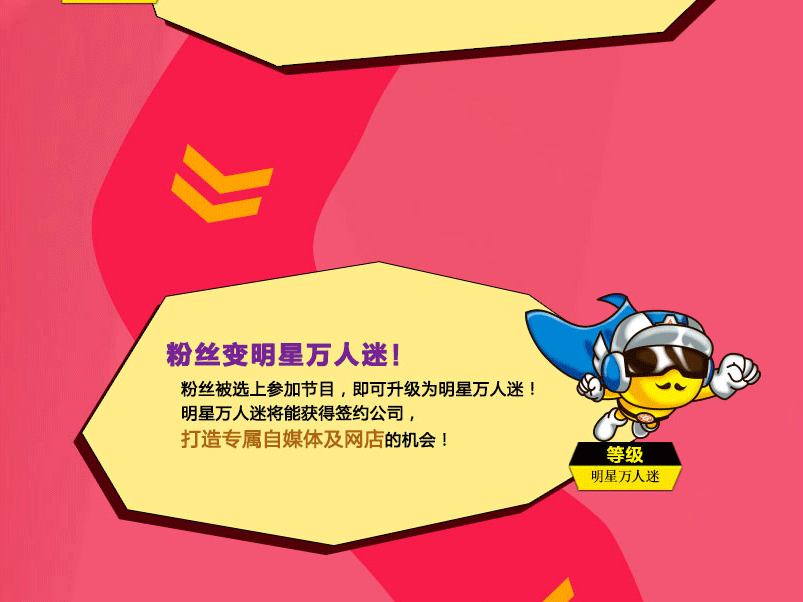 粉丝变明星万人迷！
粉丝被选上参加节目，即可升级为明星万人迷！
明星万人迷将能获得签约公司，
打造专属自媒体及网店的机会！
等级
明星万人迷